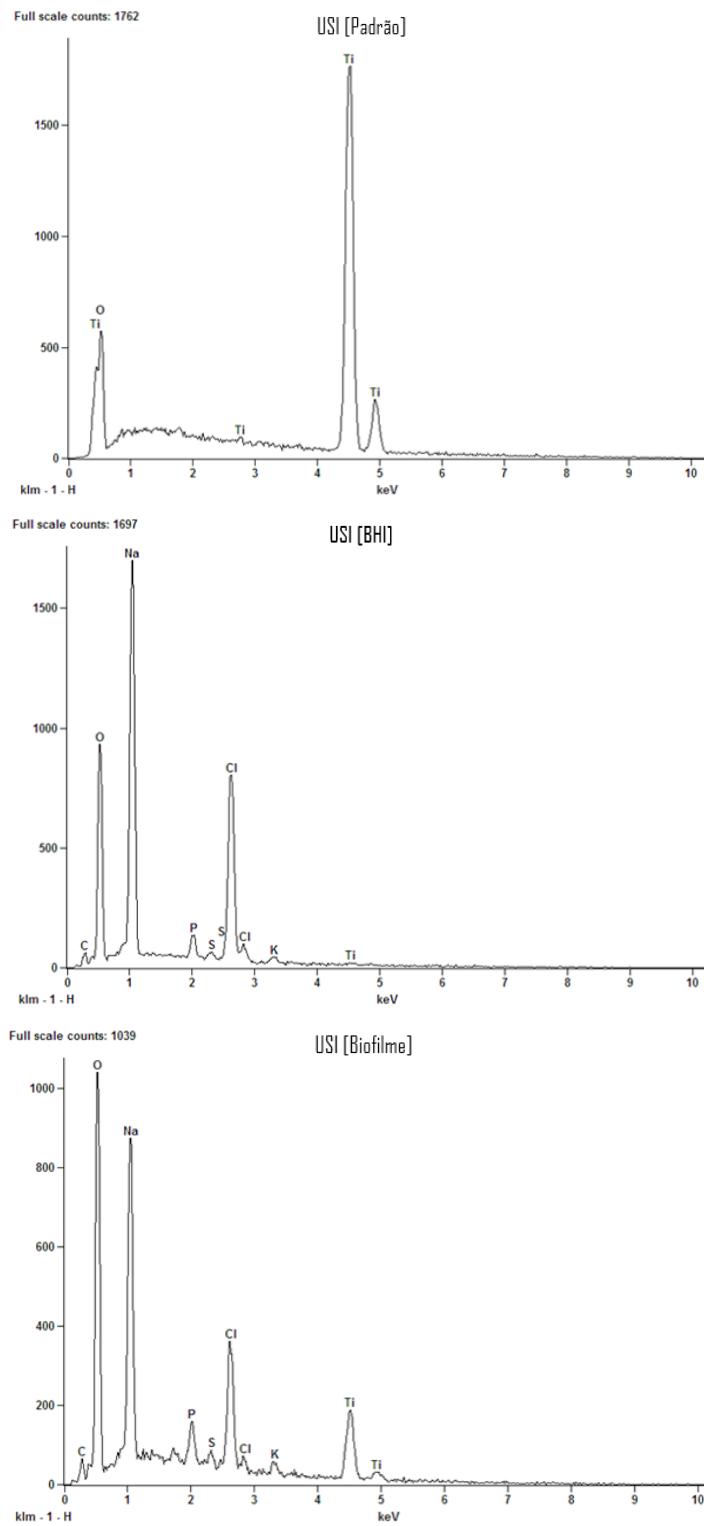 Full scale counts: 1762
USI [Padrão]
Ti
1500
1000
O
Ti
500
Ti
Ti
0
0 1 2 3 4 5 6 7 8 9 10
klm - 1 - H
keV
Full scale counts: 1697
USI [BHI]
Na
1500
1000
O
Cl
500
C
P
S
S
Cl
K
Ti
0
0 1 2 3 4 5 6 7 8 9 10
klm - 1 - H
keV
Full scale counts: 1039
USI [Biofilme]
O
1000
Na
800
600
400
Cl
200
Ti
P
C
S
Cl
K
Ti
0
0 1 2 3 4 5 6 7 8 9 10
klm - 1 - H
keV